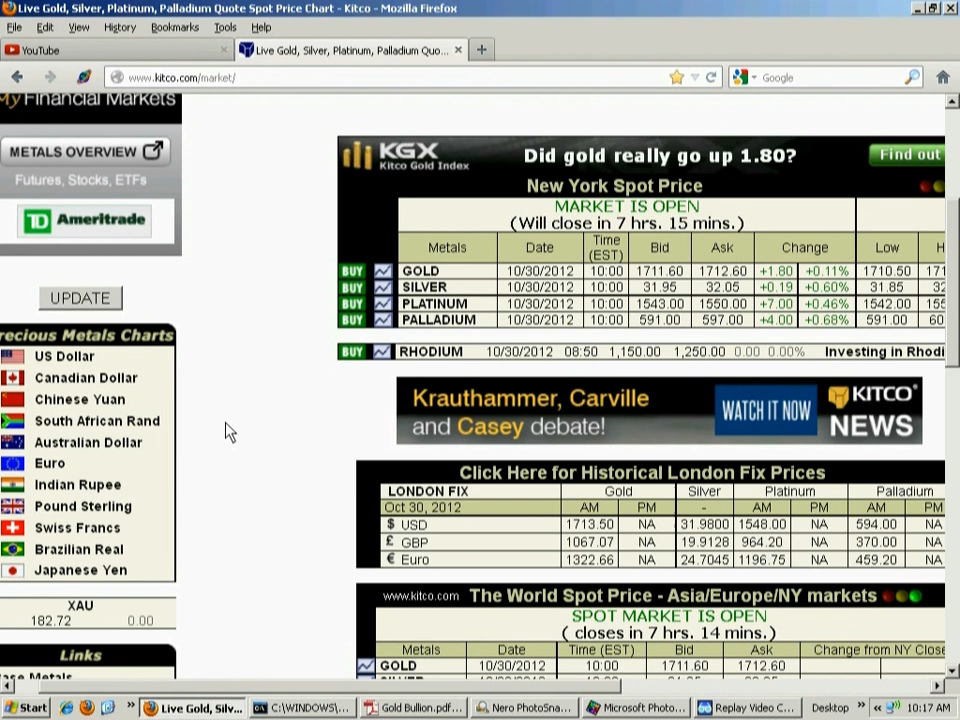 Live Gold, Silver, Platinum, Palladium Quote Spot Price Chart - Kitco - Mozilla Firefox
File Edit View History Bookmarks Tools Help
YouTube
Live Gold, Silver, Platinum, Palladium Quo...
www.kitco.com/market/
Google
My Financial Markets
METALS OVERVIEW
Futures, Stocks, ETFs
TD Ameritrade
UPDATE
recious Metals Charts
US Dollar
Canadian Dollar
Chinese Yuan
South African Rand
Australian Dollar
Euro
Indian Rupee
Pound Sterling
Swiss Francs
Brazilian Real
Japanese Yen
XAU
182.72 0.00
Links
KGX
Kitco Gold Index
Did gold really go up 1.80?
Find out
New York Spot Price
MARKET IS OPEN
(Will close in 7 hrs. 15 mins.)
Metals Date Time (EST) Bid Ask Change Low H
BUY GOLD 10/30/2012 10:00 1711.60 1712.60 +1.80 +0.11% 1710.50 171
BUY SILVER 10/30/2012 10:00 31.95 32.05 +0.19 +0.60% 31.85 32
BUY PLATINUM 10/30/2012 10:00 1543.00 1550.00 +7.00 +0.46% 1542.00 155
BUY PALLADIUM 10/30/2012 10:00 591.00 597.00 +4.00 +0.68% 591.00 60
BUY RHODIUM 10/30/2012 08:50 1,150.00 1,250.00 0.00 0.00% Investing in Rhodi
Krauthammer, Carville
and Casey debate!
WATCH IT NOW
KITCO
NEWS
Click Here for Historical London Fix Prices
LONDON FIX Gold Silver Platinum Palladium
Oct 30, 2012 AM PM - AM PM AM PM
$ USD 1713.50 NA 31.9800 1548.00 NA 594.00 NA
£ GBP 1067.07 NA 19.9128 964.20 NA 370.00 NA
€ Euro 1322.66 NA 24.7045 1196.75 NA 459.20 NA
www.kitco.com The World Spot Price - Asia/Europe/NY markets
SPOT MARKET IS OPEN
( closes in 7 hrs. 14 mins.)
Metals Date Time (EST) Bid Ask Change from NY Close
GOLD 10/30/2012 10:00 1711.60 1712.60
Start
Live Gold, Silv...
C:\WINDOWS\...
Gold Bullion.pdf...
Nero PhotoSna...
Microsoft Photo...
Replay Video C...
Desktop
10:17 AM